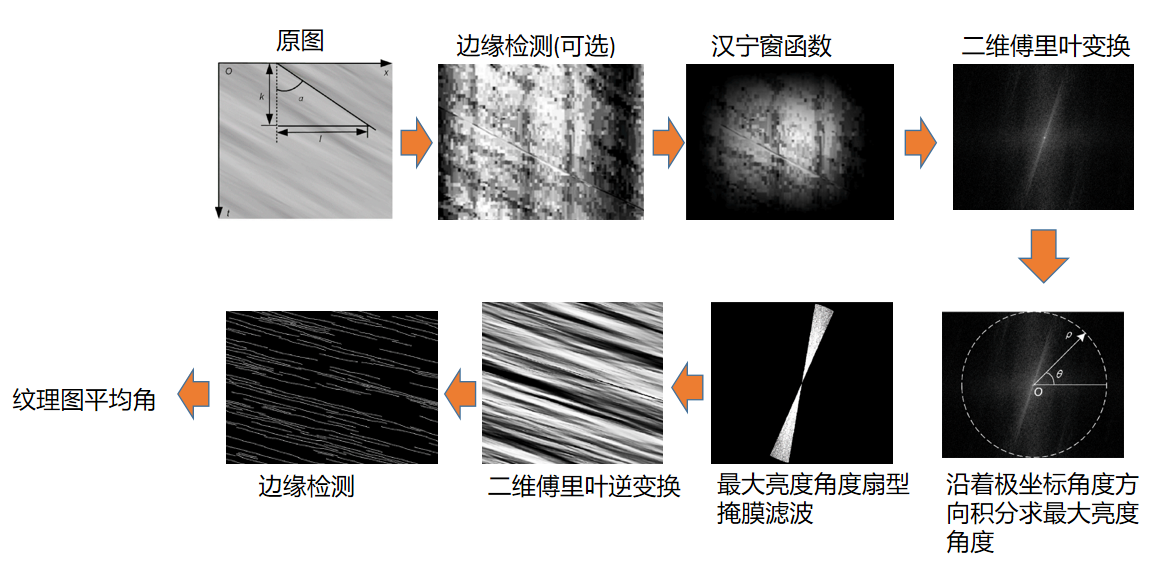 原图
边缘检测(可选)
汉宁窗函数
二维傅里叶变换
O
x
k
α
l
t
ρ
θ
O
纹理图平均角
边缘检测
二维傅里叶逆变换
最大亮度角度扇型
掩膜滤波
沿着极坐标角度方
向积分求最大亮度
角度